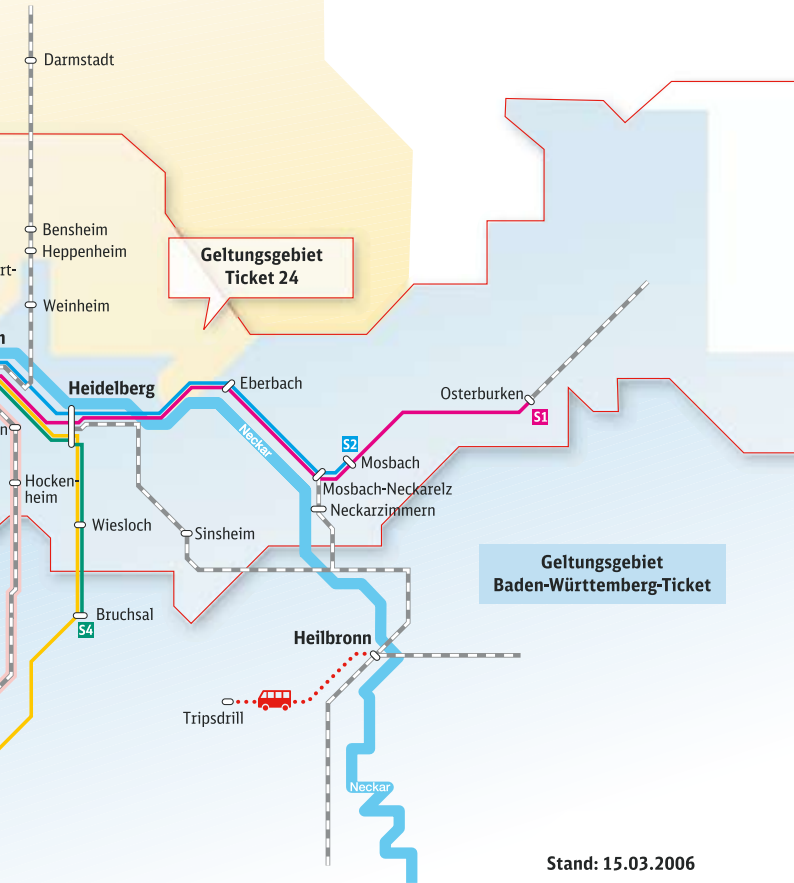 Darmstadt
Bensheim
Heppenheim
Geltungsgebiet
Ticket 24
rt-
Weinheim
n
Heidelberg
Eberbach
Osterburken
S1
n
Neckar
S2
Mosbach
Hocken-
heim
Mosbach-Neckarelz
Neckarzimmern
Wiesloch
Sinsheim
Geltungsgebiet
Baden-Württemberg-Ticket
Bruchsal
S4
Heilbronn
Tripsdrill
Neckar
Stand: 15.03.2006